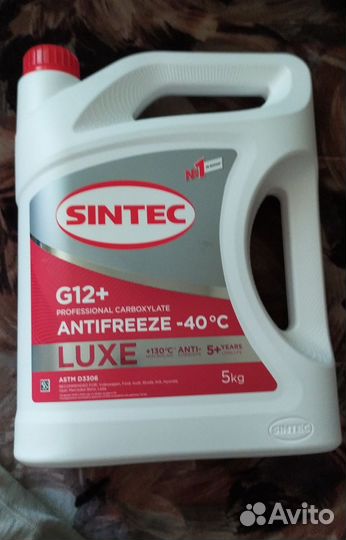 №1
SINTEC
G12+
PROFESSIONAL CARBOXYLATE
ANTIFREEZE -40°C
LUXE +130°C ANTI- 5+ YEARS
ASTM D3306
5kg
SINTEC
Avito